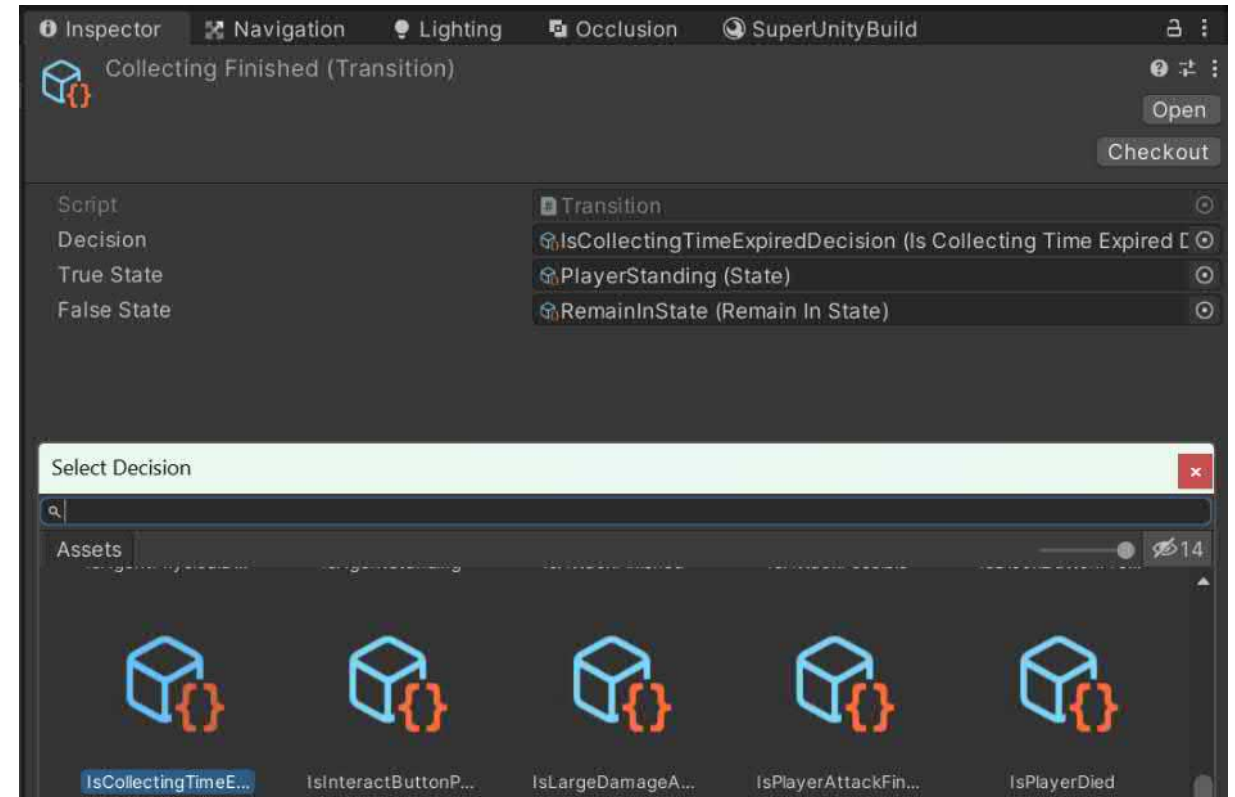 Inspector Navigation Lighting Occlusion SuperUnityBuild
Collecting Finished (Transition)
Open
Checkout
Script Transition
Decision IsCollectingTimeExpiredDecision (Is Collecting Time Expired D
True State PlayerStanding (State)
False State RemainInState (Remain In State)
Select Decision
Assets 14
IsCollectingTimeE... IsInteractButtonP... IsLargeDamageA... IsPlayerAttackFin... IsPlayerDied